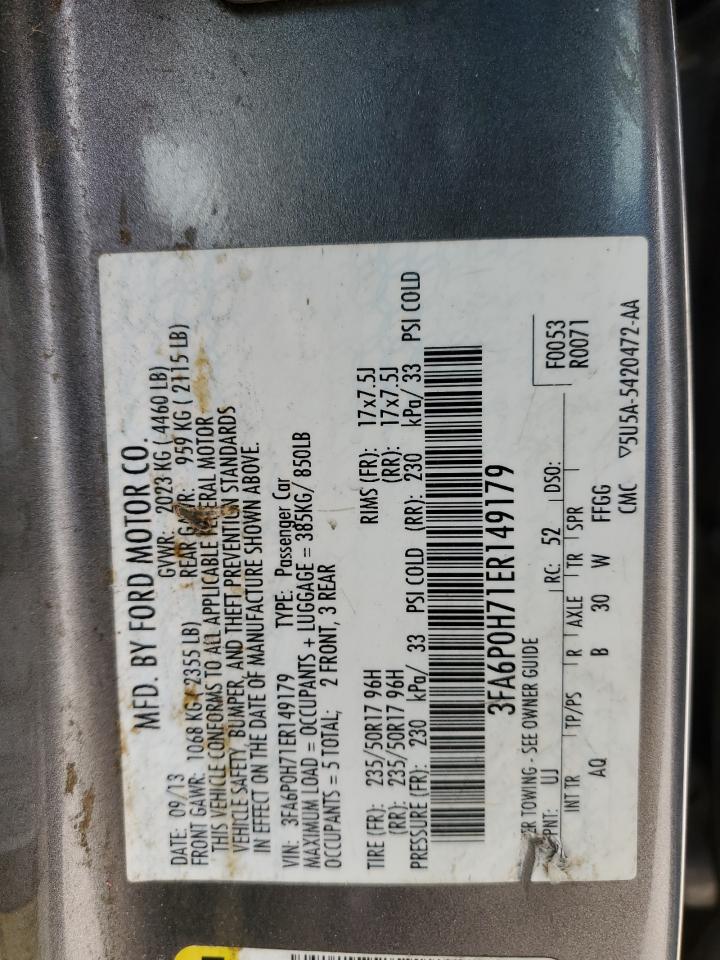 MFD. BY FORD MOTOR CO.
DATE: 09/13 GVWR: 2023 KG ( 4460 LB)
FRONT GAWR: 1068 KG / 2355 LB) REAR GAWR: 959 KG ( 2115 LB)
THIS VEHICLE CONFORMS TO ALL APPLICABLE FEDERAL MOTOR
VEHICLE SAFETY, BUMPER, AND THEFT PREVENTION STANDARDS
IN EFFECT ON THE DATE OF MANUFACTURE SHOWN ABOVE.
VIN: 3FA6P0H71ER149179 TYPE: Passenger Car
MAXIMUM LOAD = OCCUPANTS + LUGGAGE = 385KG/ 850LB
OCCUPANTS = 5 TOTAL; 2 FRONT, 3 REAR
TIRE (FR): 235/50R17 96H RIMS (FR): 17x7.5J
(RR): 235/50R17 96H (RR): 17x7.5J
PRESSURE (FR): 230 kPa/ 33 PSI COLD (RR): 230 kPa/ 33 PSI COLD
3FA6P0H71ER149179
TOWING - SEE OWNER GUIDE F0053
R0071
PNT: UJ RC: 52 DSO:
INT TR TP/PS R AXLE TR SPR
AQ B 30 W FFGG
CMC ▽5U5A-5420472-AA